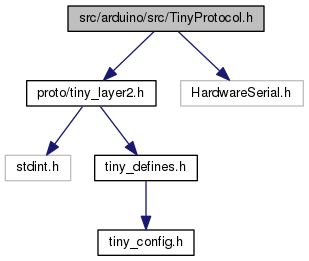 src/arduino/src/TinyProtocol.h
proto/tiny_layer2.h
HardwareSerial.h
stdint.h
tiny_defines.h
tiny_config.h